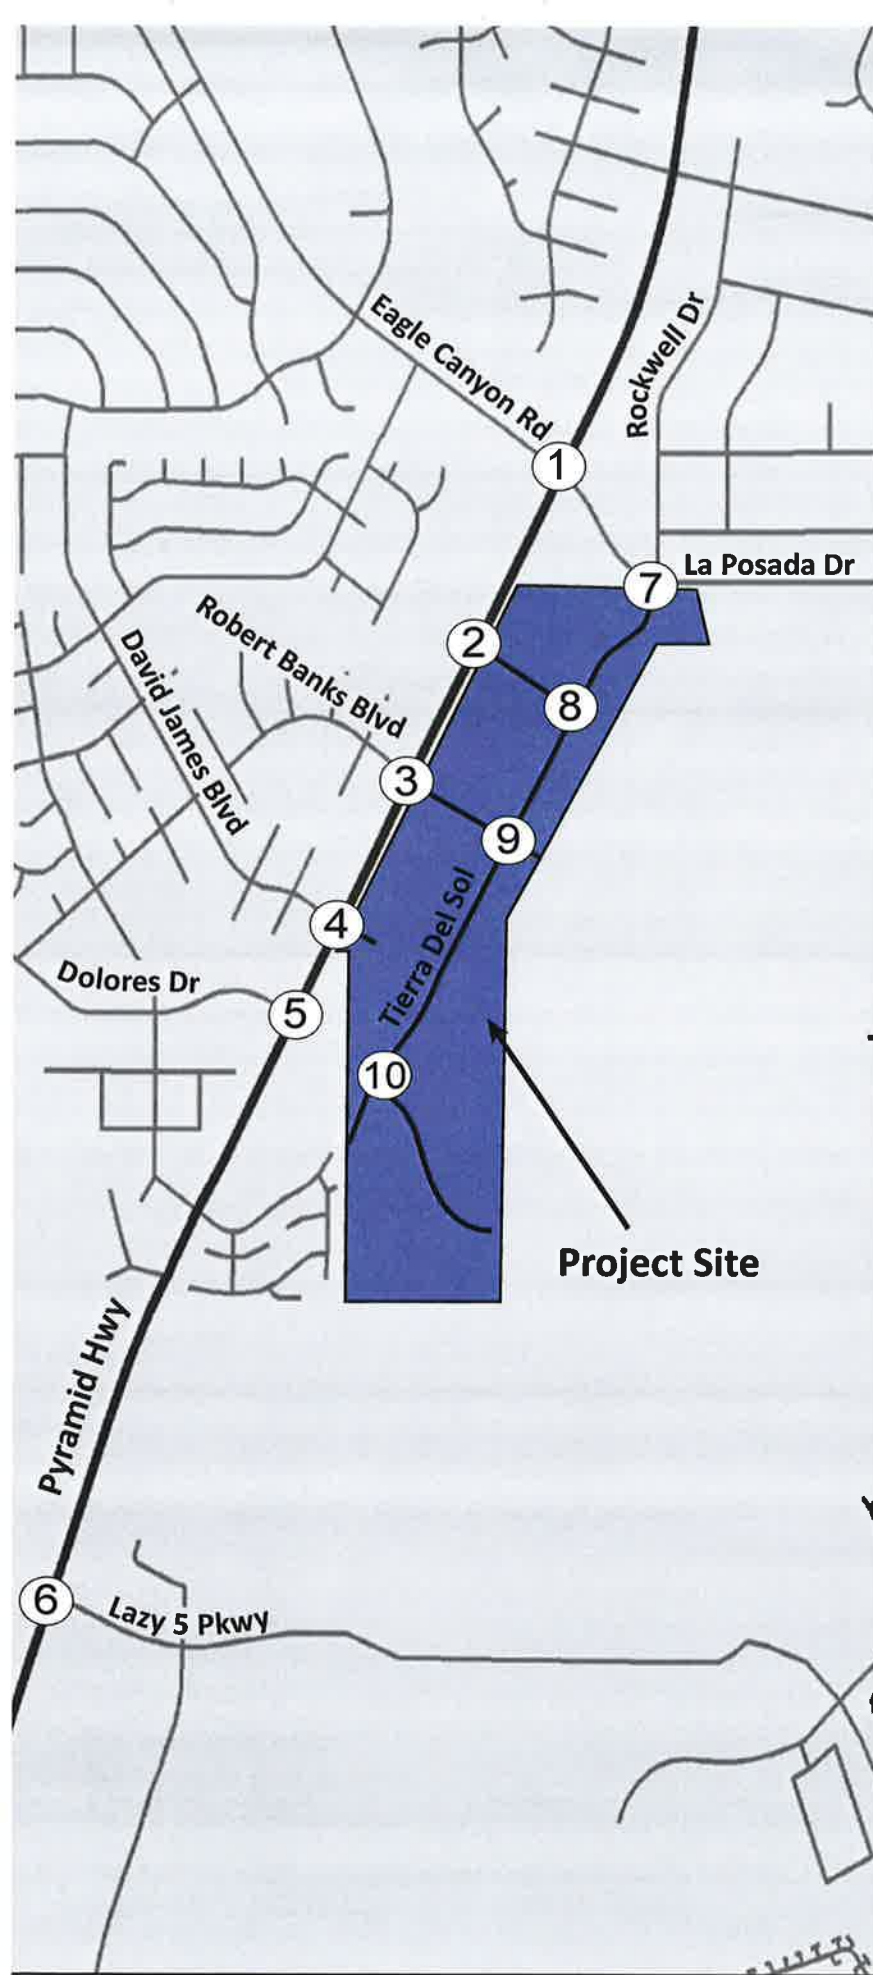 Eagle Canyon Rd
Rockwell Dr
1
La Posada Dr
7
Robert Banks Blvd
David James Blvd
2
8
3
9
4
Tierra Del Sol
Dolores Dr
5
10
Project Site
Pyramid Hwy
6
Lazy 5 Pkwy